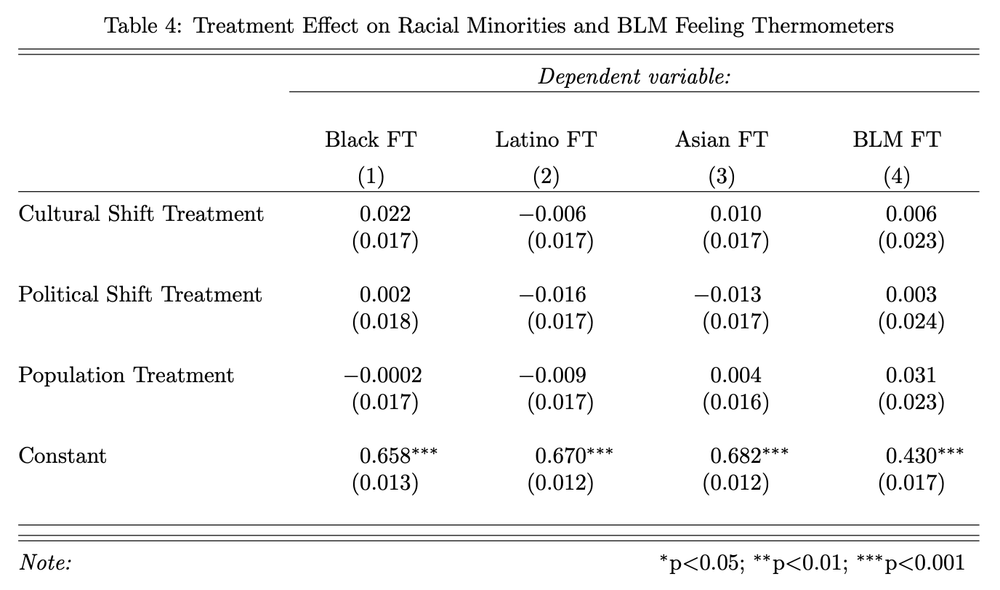 Table 4: Treatment Effect on Racial Minorities and BLM Feeling Thermometers
Dependent variable:
Black FT Latino FT Asian FT BLM FT
(1) (2) (3) (4)
Cultural Shift Treatment 0.022 −0.006 0.010 0.006
(0.017) (0.017) (0.017) (0.023)
Political Shift Treatment 0.002 −0.016 −0.013 0.003
(0.018) (0.017) (0.017) (0.024)
Population Treatment −0.0002 −0.009 0.004 0.031
(0.017) (0.017) (0.016) (0.023)
Constant 0.658*** 0.670*** 0.682*** 0.430***
(0.013) (0.012) (0.012) (0.017)
Note: *p<0.05; **p<0.01; ***p<0.001